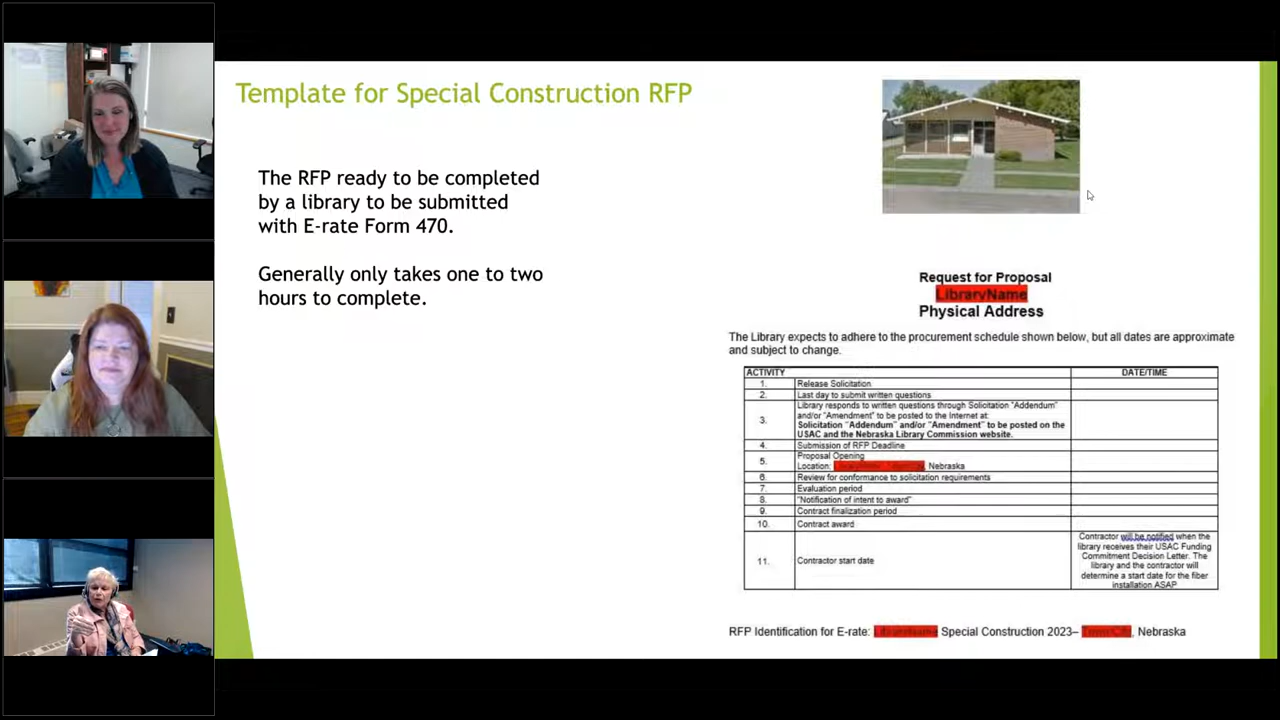 Template for Special Construction RFP
The RFP ready to be completed
by a library to be submitted
with E-rate Form 470.
Generally only takes one to two
hours to complete.
Request for Proposal
LibraryName
Physical Address
The Library expects to adhere to the procurement schedule shown below, but all dates are approximate
and subject to change.
ACTIVITY DATE/TIME
1. Release Solicitation
2. Last day to submit written questions
3. Library responds to written questions through Solicitation "Addendum"
and/or "Amendment" to be posted to the Internet at:
Solicitation "Addendum" and/or "Amendment" to be posted on the
USAC and the Nebraska Library Commission website.
4. Submission of RFP Deadline
5. Proposal Opening
Location: , Nebraska
6. Review for conformance to solicitation requirements
7. Evaluation period
8. "Notification of intent to award"
9. Contract finalization period
10. Contract award
11. Contractor start date
Contractor will be notified when the
library receives their USAC Funding
Commitment Decision Letter. The
library and the contractor will
determine a start date for the fiber
installation ASAP
RFP Identification for E-rate: LibraryName Special Construction 2023– Town/City, Nebraska